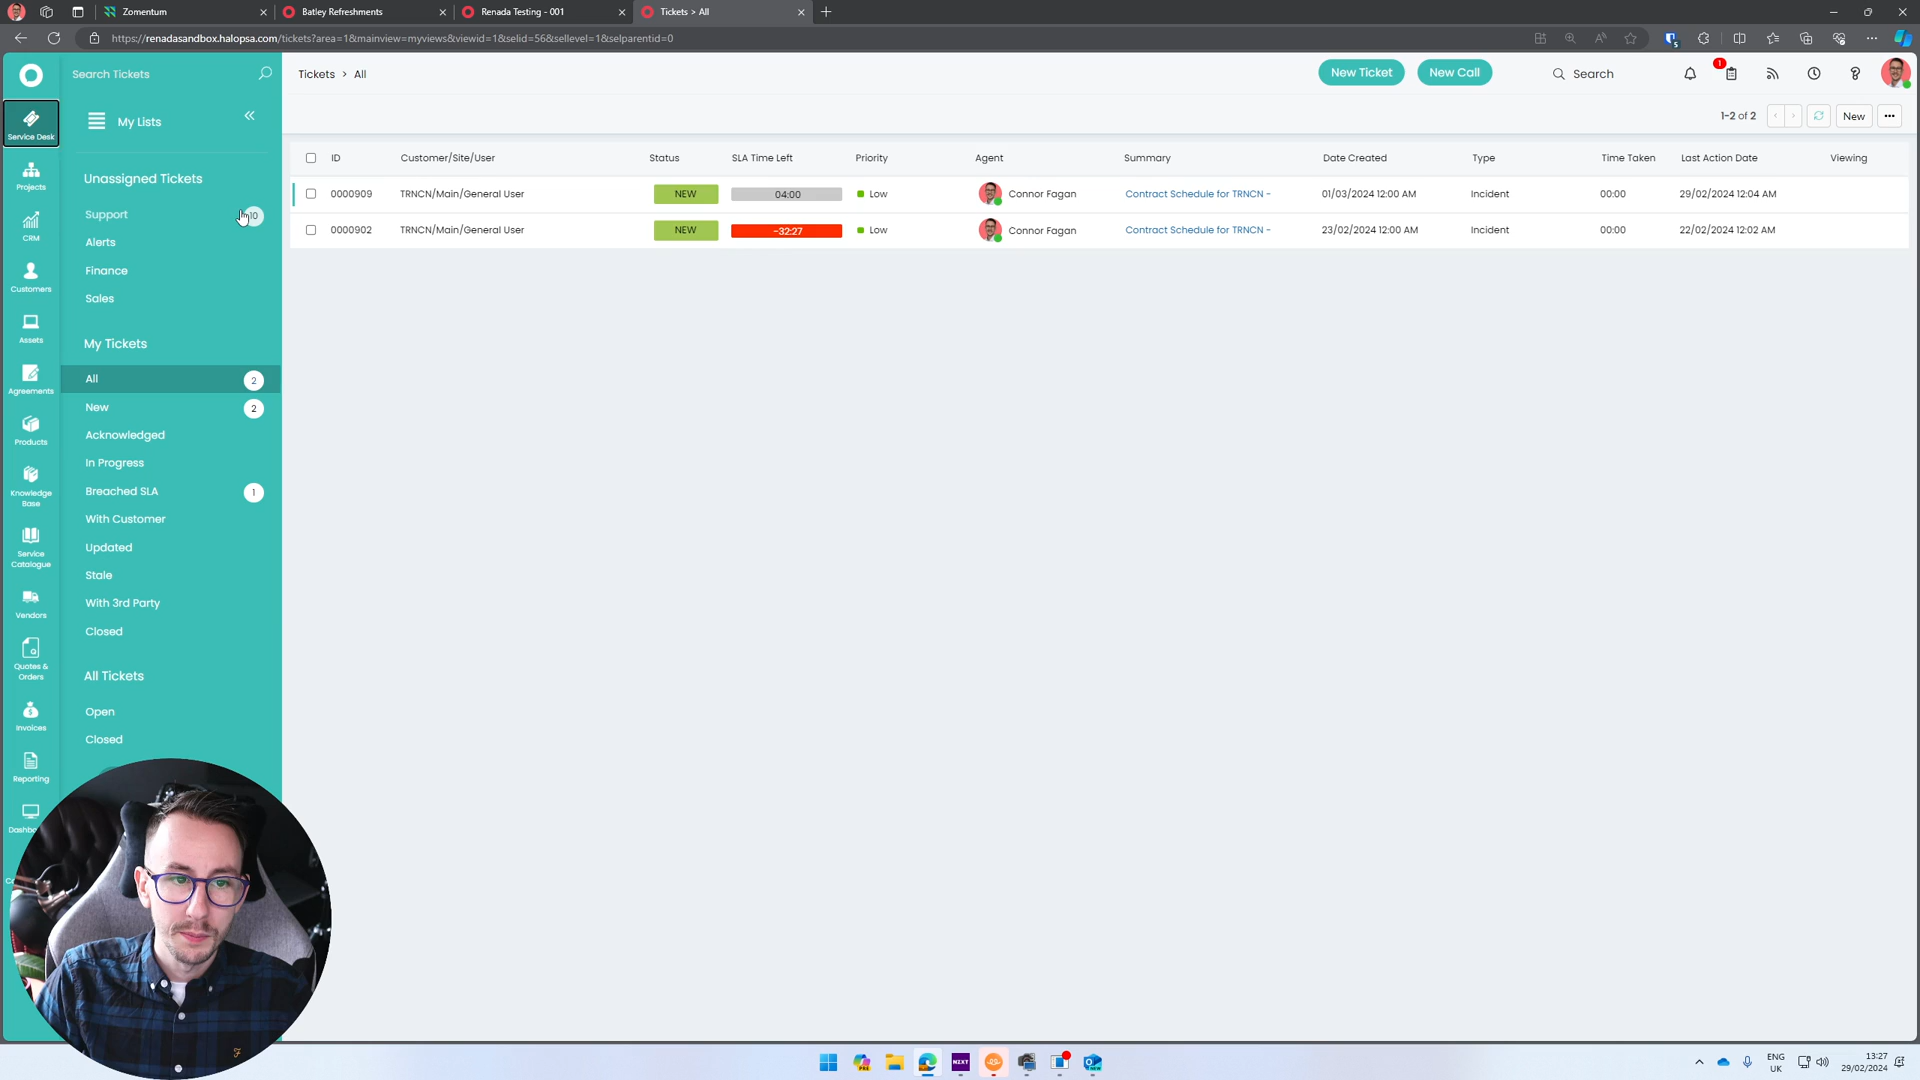 Zomentum
Batley Refreshments
Renada Testing - 001
Tickets > All
https://renadasandbox.halopsa.com/tickets?area=1&mainview=myviews&viewid=1&selid=56&sellevel=1&selparentid=0
Search Tickets
Tickets > All
New Ticket
New Call
Search
1
My Lists
1-2 of 2
New
Service Desk
Projects
CRM
Customers
Assets
Agreements
Products
Knowledge
Base
Service
Catalogue
Vendors
Quotes &
Orders
Invoices
Reporting
Unassigned Tickets
Support
10
Alerts
Finance
Sales
My Tickets
All 2
New 2
Acknowledged
In Progress
Breached SLA 1
With Customer
Updated
Stale
With 3rd Party
Closed
All Tickets
Open
Closed
ID Customer/Site/User Status SLA Time Left Priority Agent Summary Date Created Type Time Taken Last Action Date Viewing
0000909 TRNCN/Main/General User NEW 04:00 Low Connor Fagan Contract Schedule for TRNCN - 01/03/2024 12:00 AM Incident 00:00 29/02/2024 12:04 AM
0000902 TRNCN/Main/General User NEW -32:27 Low Connor Fagan Contract Schedule for TRNCN - 23/02/2024 12:00 AM Incident 00:00 22/02/2024 12:02 AM
NZXT
ENG
UK
13:27
29/02/2024